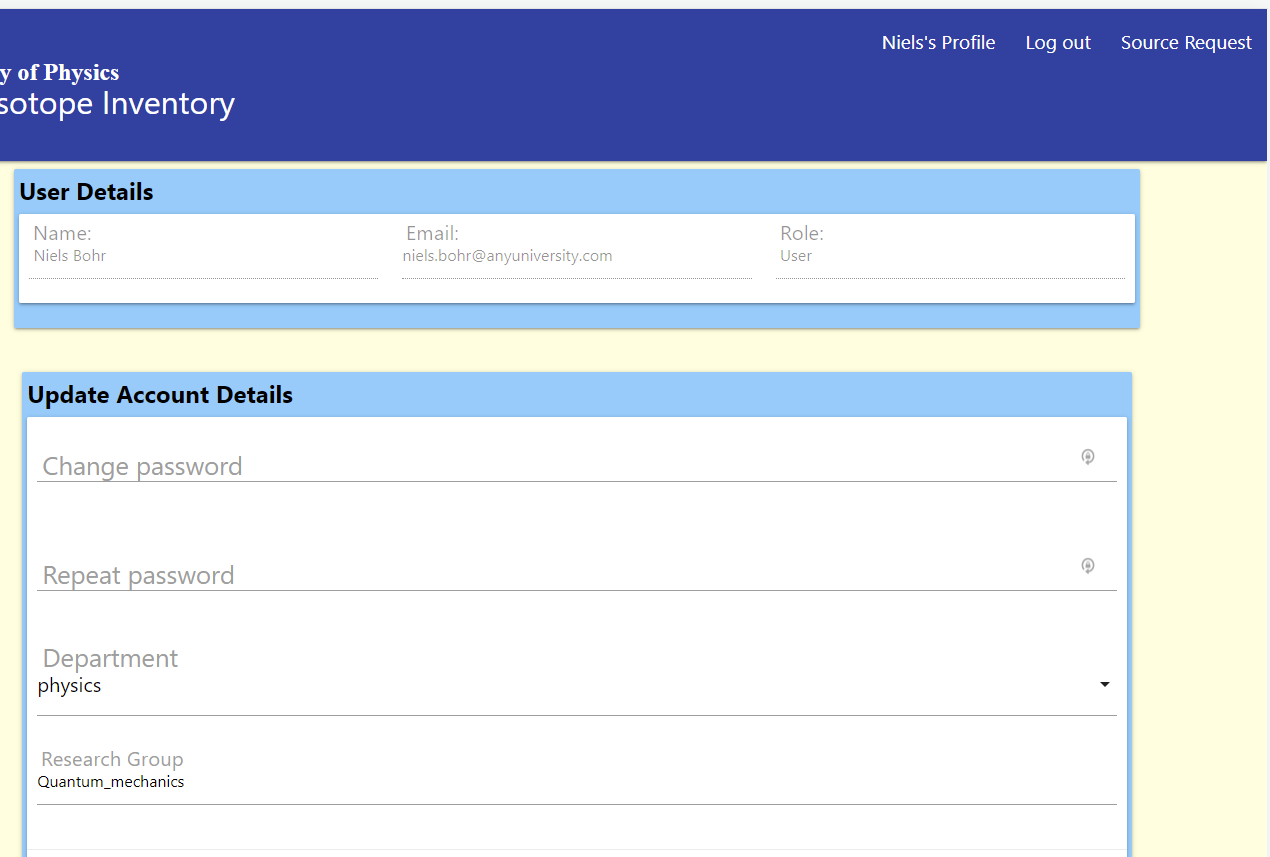 Niels's Profile Log out Source Request
y of Physics
sotope Inventory
User Details
Name: Email: Role:
Niels Bohr niels.bohr@anyuniversity.com User
Update Account Details
Change password
Repeat password
Department
physics
Research Group
Quantum_mechanics